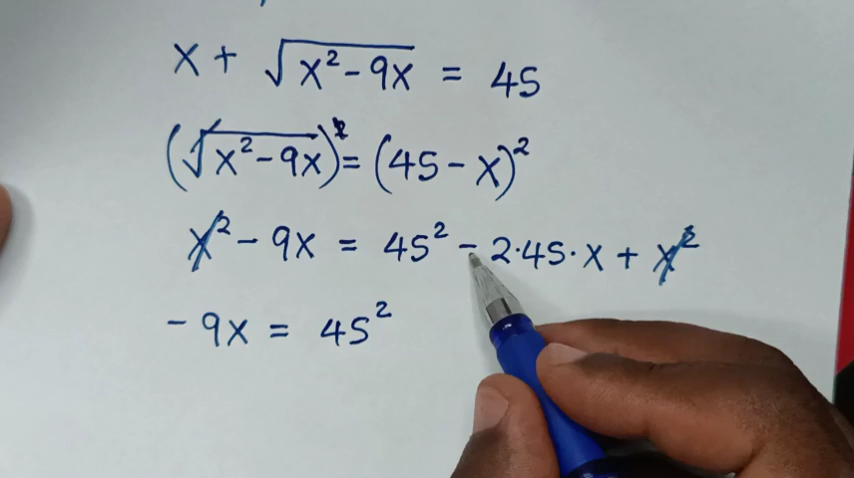 x + √(x² - 9x) = 45
(√(x² - 9x))² = (45 - x)²
x² - 9x = 45² - 2·45·x + x²
- 9x = 45²